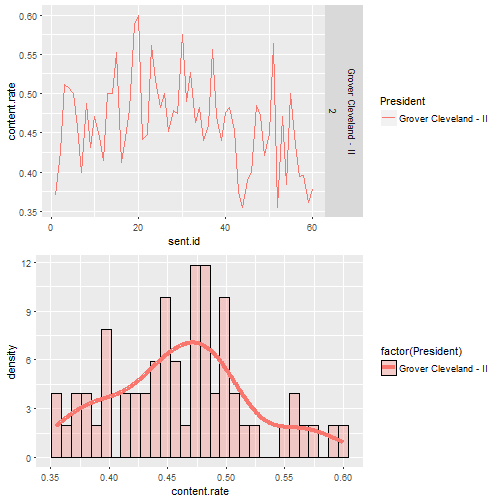 0.60
0.55
0.50
0.45
0.40
0.35
content.rate
0
20
40
60
sent.id
Grover Cleveland - II
2
President
Grover Cleveland - II
12
9
6
3
0
density
0.35
0.40
0.45
0.50
0.55
0.60
content.rate
factor(President)
Grover Cleveland - II